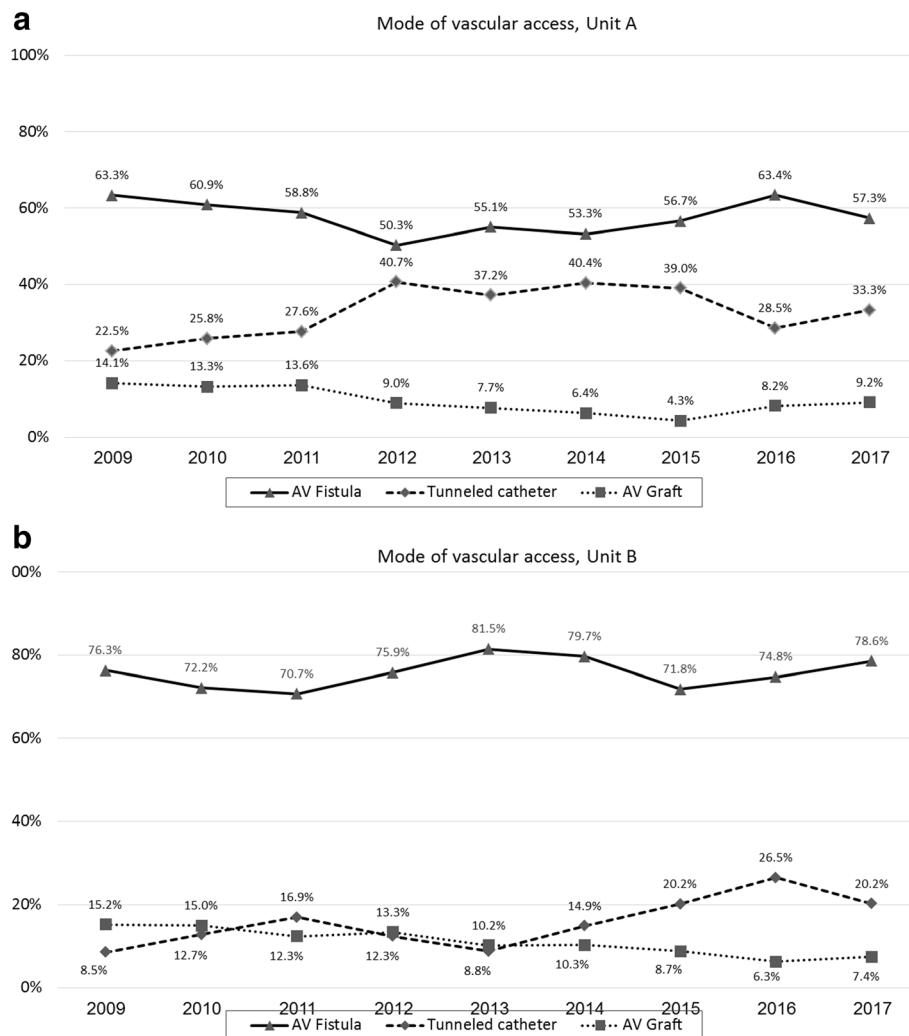 a
Mode of vascular access, Unit A
100%
80%
63.3% 60.9% 58.8% 50.3% 55.1% 53.3% 56.7% 63.4% 57.3%
60%
40.7% 37.2% 40.4% 39.0% 28.5% 33.3%
40%
22.5% 25.8% 27.6%
20%
14.1% 13.3% 13.6% 9.0% 7.7% 6.4% 4.3% 8.2% 9.2%
0%
2009 2010 2011 2012 2013 2014 2015 2016 2017
AV Fistula Tunneled catheter AV Graft
b
Mode of vascular access, Unit B
00%
76.3% 72.2% 70.7% 75.9% 81.5% 79.7% 71.8% 74.8% 78.6%
80%
60%
40%
26.5%
15.2% 15.0% 16.9% 13.3% 10.2% 14.9% 20.2% 20.2%
20%
8.5% 12.7% 12.3% 12.3% 8.8% 10.3% 8.7% 6.3% 7.4%
0%
2009 2010 2011 2012 2013 2014 2015 2016 2017
AV Fistula Tunneled catheter AV Graft